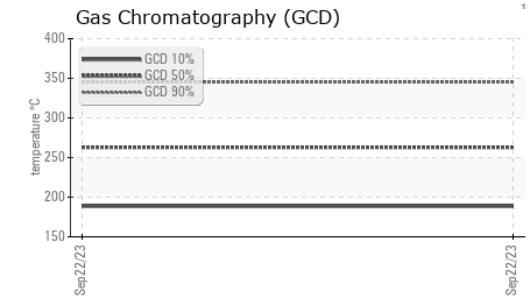 Gas Chromatography (GCD)
400
GCD 10%
GCD 50%
GCD 90%
350
300
250
200
150
temperature °C
Sep22/23
Sep22/23